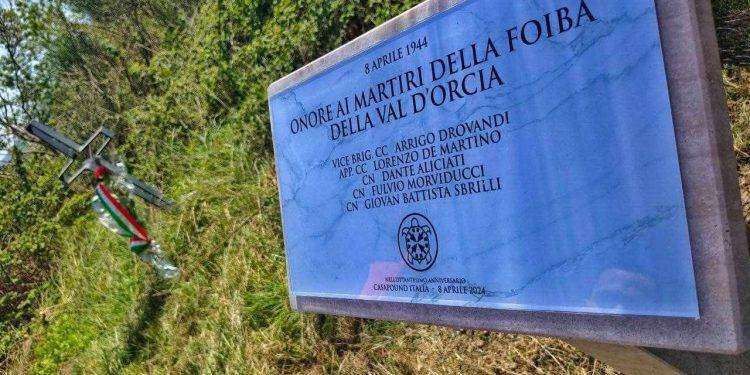 8 APRILE 1944
ONORE AI MARTIRI DELLA FOIBA
DELLA VAL D'ORCIA
VICE BRIG. CC ARRIGO DROVANDI
APP. CC LORENZO DE MARTINO
CN DANTE ALICIATI
CN FULVIO MORVIDUCCI
CN GIOVAN BATTISTA SBRILLI
NELL'OTTANTESIMO ANNIVERSARIO
CASAPOUND ITALIA - 8 APRILE 2024